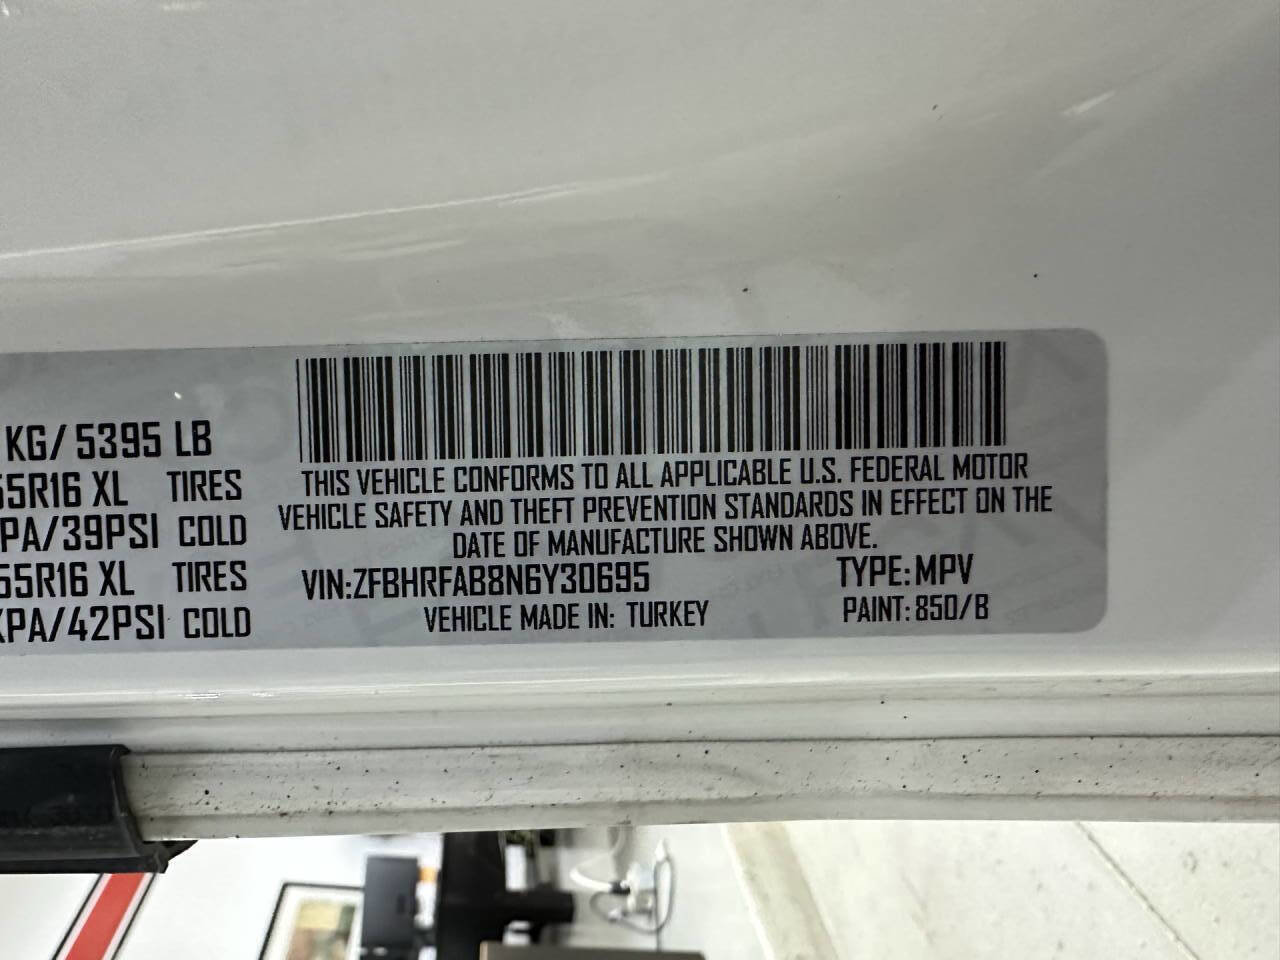 KG/ 5395 LB
55R16 XL TIRES
PA/39PSI COLD
55R16 XL TIRES
KPA/42PSI COLD
THIS VEHICLE CONFORMS TO ALL APPLICABLE U.S. FEDERAL MOTOR
VEHICLE SAFETY AND THEFT PREVENTION STANDARDS IN EFFECT ON THE
DATE OF MANUFACTURE SHOWN ABOVE.
VIN:ZFBHRFAB8N6Y30695 TYPE: MPV
VEHICLE MADE IN: TURKEY PAINT: 850/B